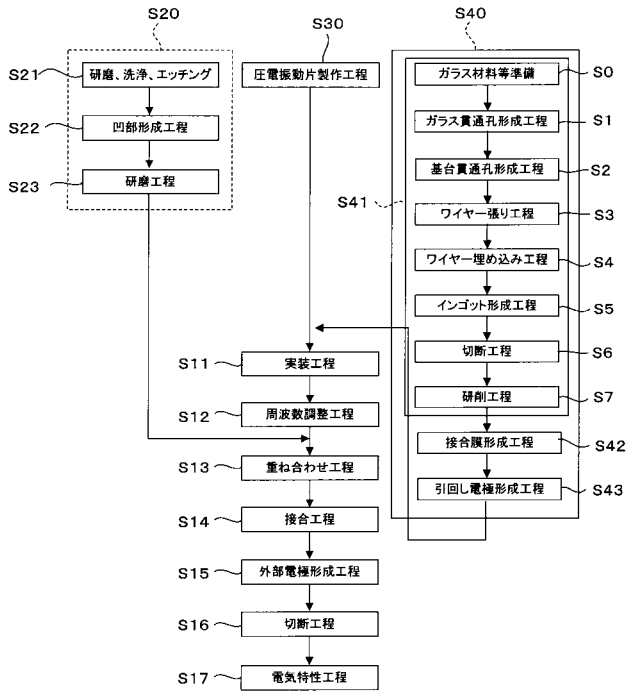 S20
S21
研磨、洗浄、エッチング
S22
凹部形成工程
S23
研磨工程
S30
圧電振動片製作工程
S40
S41
ガラス材料等準備
S0
ガラス貫通孔形成工程
S1
基台貫通孔形成工程
S2
ワイヤー張り工程
S3
ワイヤー埋め込み工程
S4
インゴット形成工程
S5
切断工程
S6
研削工程
S7
接合膜形成工程
S42
引回し電極形成工程
S43
S11
実装工程
S12
周波数調整工程
S13
重ね合わせ工程
S14
接合工程
S15
外部電極形成工程
S16
切断工程
S17
電気特性工程